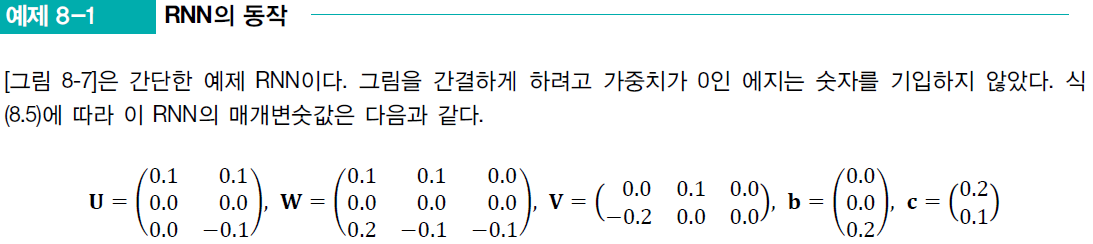 예제 8-1 RNN의 동작
[그림 8-7]은 간단한 예제 RNN이다. 그림을 간결하게 하려고 가중치가 0인 에지는 숫자를 기입하지 않았다. 식
(8.5)에 따라 이 RNN의 매개변숫값은 다음과 같다.
0.1 0.1 0.1 0.1 0.0 0.0 0.2
U = ( 0.0 0.0 ), W = ( 0.0 0.0 0.0 ), V = ( 0.0 0.1 0.0 -0.2 0.0 0.0 ), b = ( 0.0 ), c = ( 0.1 )
0.0 -0.1 0.2 -0.1 -0.1 0.2